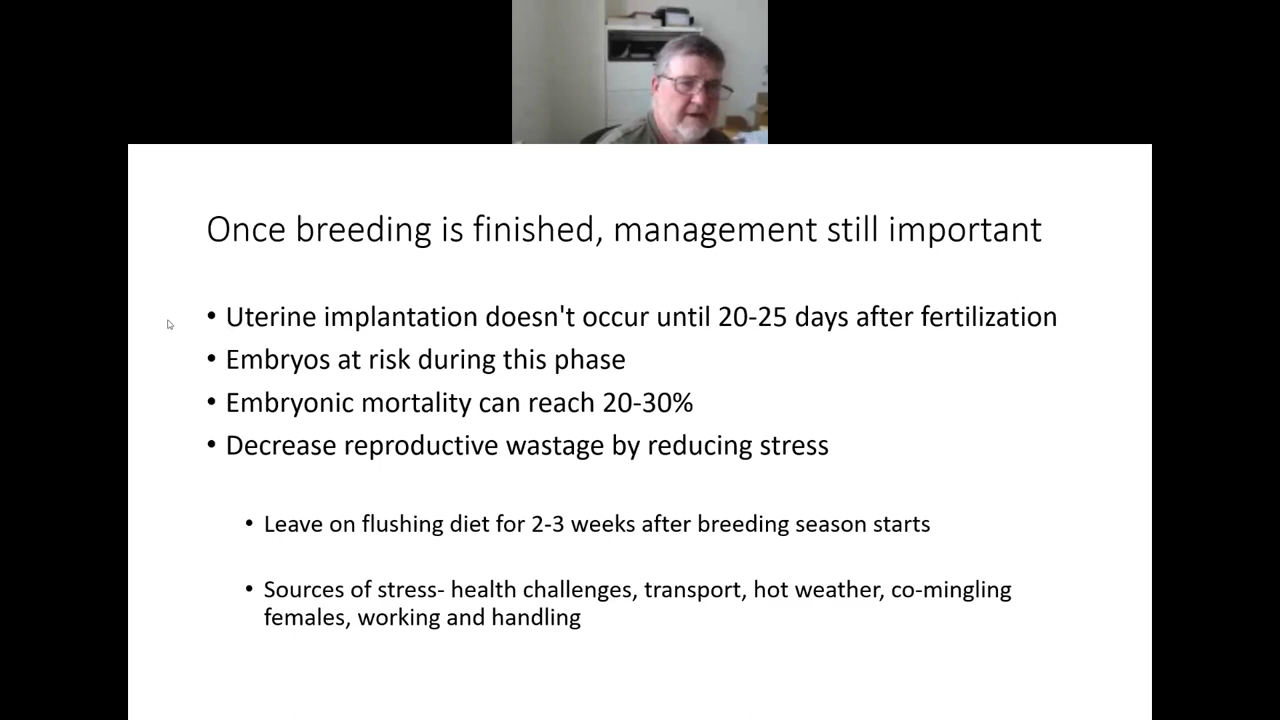 Once breeding is finished, management still important
• Uterine implantation doesn't occur until 20-25 days after fertilization
• Embryos at risk during this phase
• Embryonic mortality can reach 20-30%
• Decrease reproductive wastage by reducing stress
• Leave on flushing diet for 2-3 weeks after breeding season starts
• Sources of stress- health challenges, transport, hot weather, co-mingling
females, working and handling